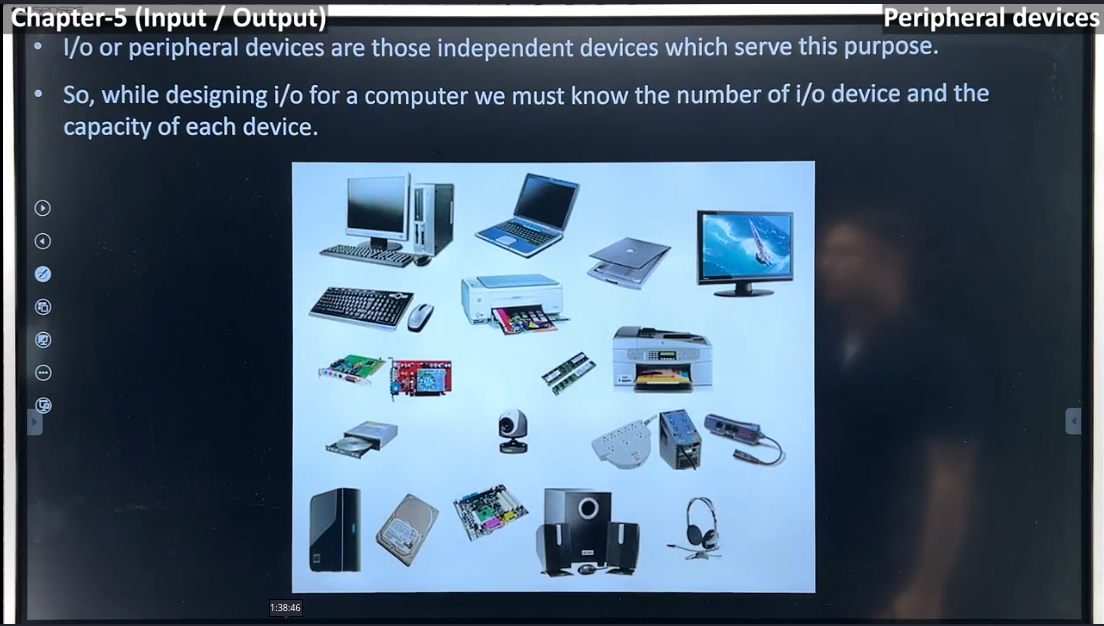 Chapter-5 (Input / Output)
Peripheral devices
• I/o or peripheral devices are those independent devices which serve this purpose.
• So, while designing i/o for a computer we must know the number of i/o device and the
capacity of each device.
1:38:46